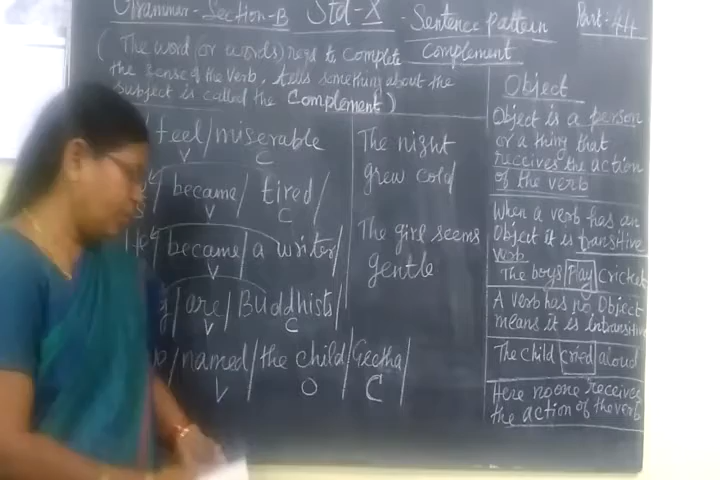 Grammar - Section - B Std - X - Sentence pattern Part - 44
Complement
( The word (or words) reqd to complete
the sense of the verb, tells something about the
subject is called the Complement )
/ feel / miserable
V C
/ became / tired /
S V C
/ became / a writer /
V
/ are / Buddhists /
V C
/ named / the child / Geetha /
V O C
The night
grew cold
The girl seems
gentle
Object
Object is a person
or a thing that
receives the action
of the verb
When a verb has an
Object it is transitive
verb
The boys play Cricket
A verb has no Object
means it is intransitive
The child cried aloud
Here no one receives
the action of the verb